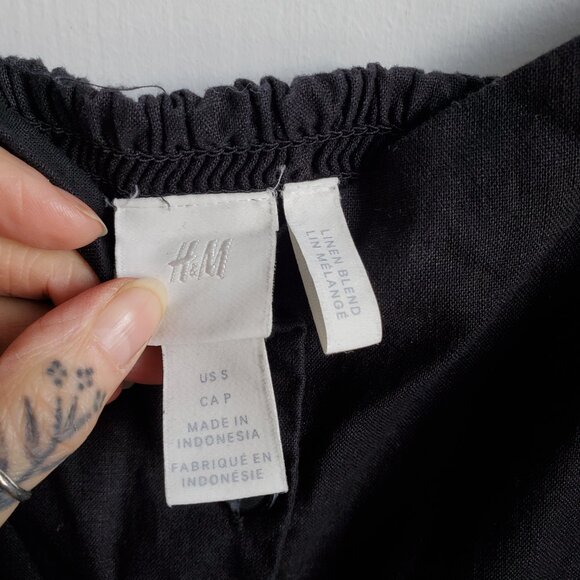 H&M
LINEN BLEND
LIN MÉLANGÉ
US S
CA P
MADE IN
INDONESIA
FABRIQUÉ EN
INDONÉSIE